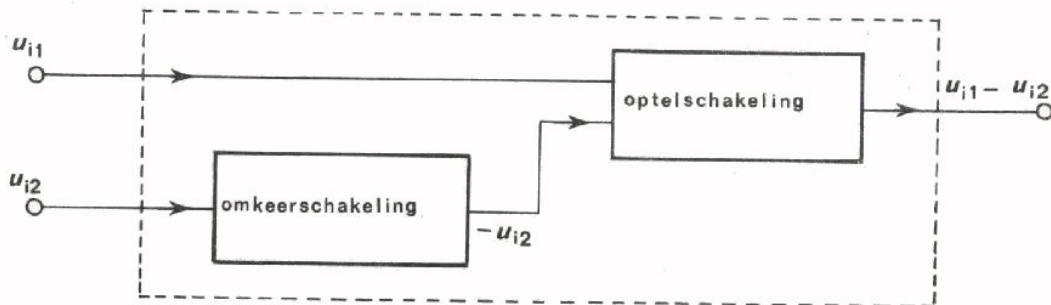 u_i1
optelschakeling
u_i1 − u_i2
u_i2
omkeerschakeling
−u_i2